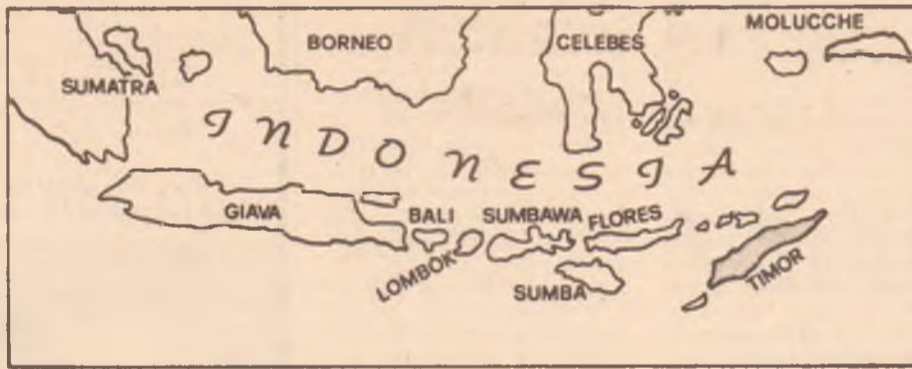 MOLUCCHE
BORNEO
CELEBES
SUMATRA
INDONESIA
GIAVA
BALI
SUMBAWA
FLORES
LOMBOK
SUMBA
TIMOR